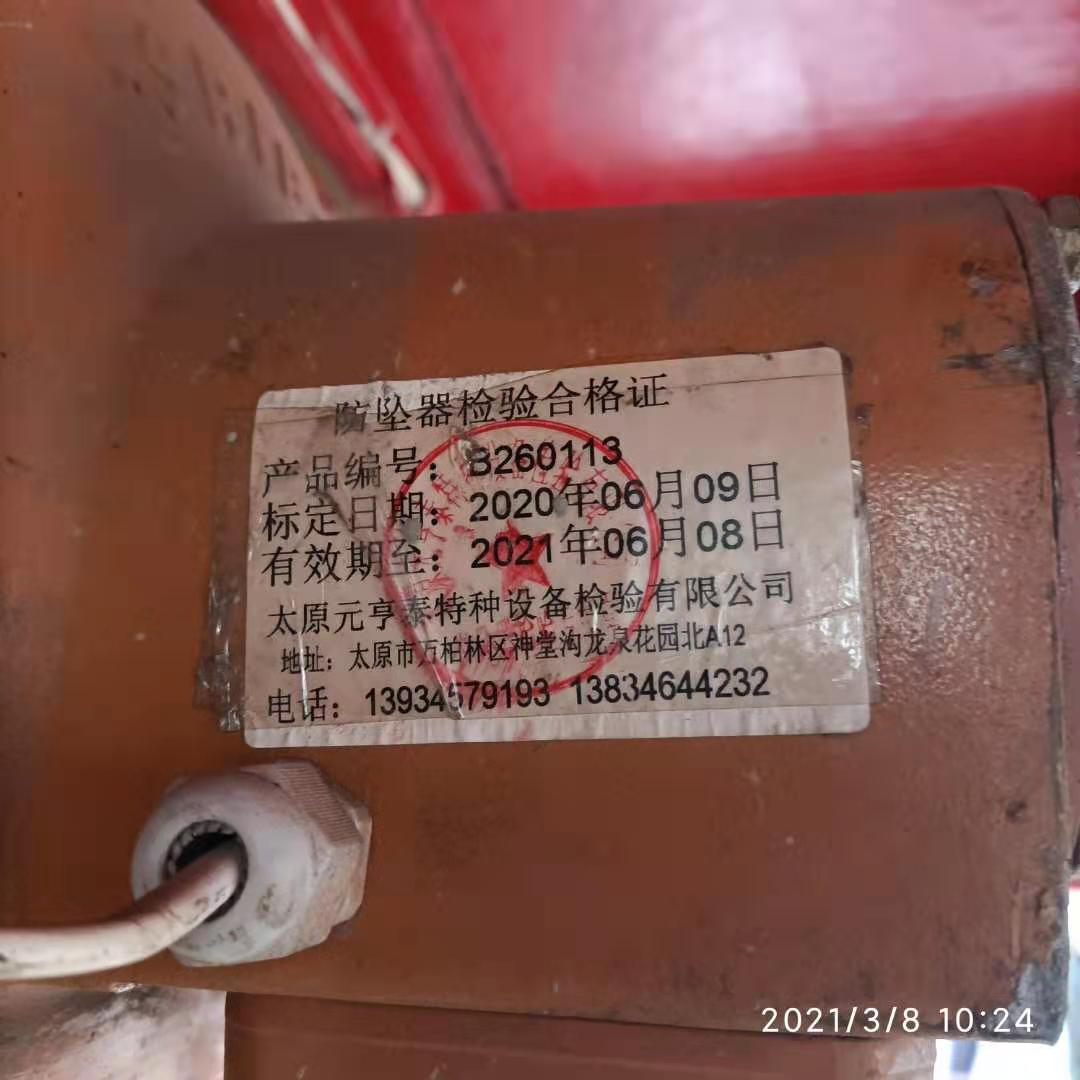 防坠器检验合格证
产品编号：B260113
标定日期：2020年06月09日
有效期至：2021年06月08日
太原元亨泰特种设备检验有限公司
地址：太原市万柏林区神堂沟龙泉花园北A12
电话：13934579193 13834644232
2021/3/8 10:24